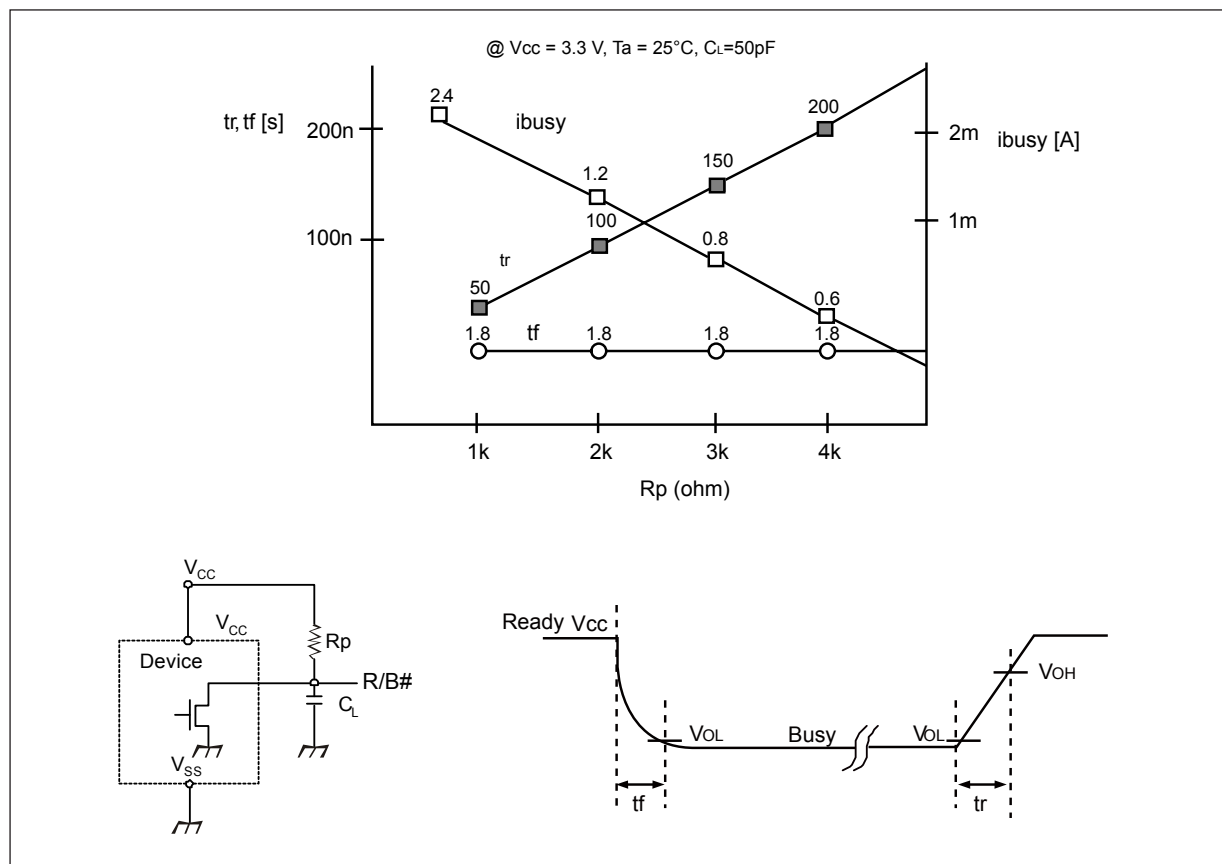 @ Vcc = 3.3 V, Ta = 25°C, CL=50pF
tr, tf [s]
200n
100n
2.4
ibusy
1.2
100
tr
50
150
0.8
200
0.6
1.8
tf
1.8
1.8
1.8
2m
ibusy [A]
1m
1k
2k
3k
4k
Rp (ohm)
VCC
VCC
Rp
Device
R/B#
CL
VSS
Ready Vcc
VOH
VOL
Busy
VOL
tf
tr